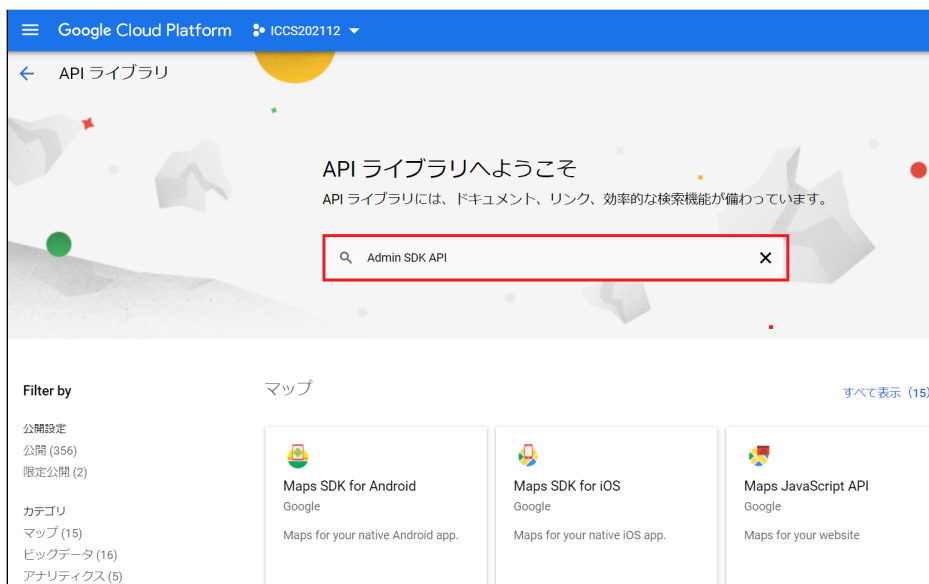 Google Cloud Platform ICCS202112
API ライブラリ
API ライブラリへようこそ
API ライブラリには、ドキュメント、リンク、効率的な検索機能が備わっています。
Admin SDK API
Filter by
公開設定
公開 (356)
限定公開 (2)
カテゴリ
マップ (15)
ビッグデータ (16)
アナリティクス (5)
マップ
すべて表示（15）
Maps SDK for Android
Google
Maps for your native Android app.
Maps SDK for iOS
Google
Maps for your native iOS app.
Maps JavaScript API
Google
Maps for your website